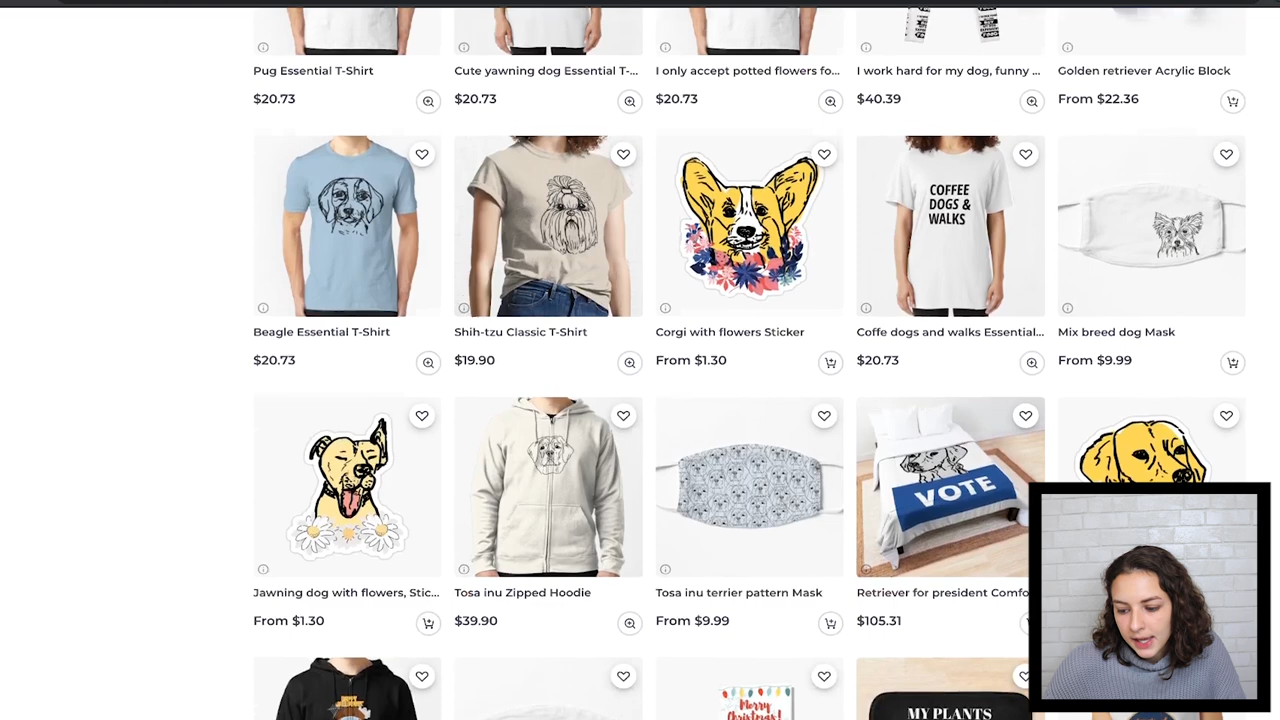 Pug Essential T-Shirt
Cute yawning dog Essential T-...
I only accept potted flowers fo...
I work hard for my dog, funny ...
Golden retriever Acrylic Block
$20.73
$20.73
$20.73
$40.39
From $22.36
COFFEE
DOGS &
WALKS
Beagle Essential T-Shirt
Shih-tzu Classic T-Shirt
Corgi with flowers Sticker
Coffe dogs and walks Essential...
Mix breed dog Mask
$20.73
$19.90
From $1.30
$20.73
From $9.99
VOTE
Jawning dog with flowers, Stic...
Tosa inu Zipped Hoodie
Tosa inu terrier pattern Mask
Retriever for president Comfo
From $1.30
$39.90
From $9.99
$105.31
Merry
Christmas!
MY PLANTS